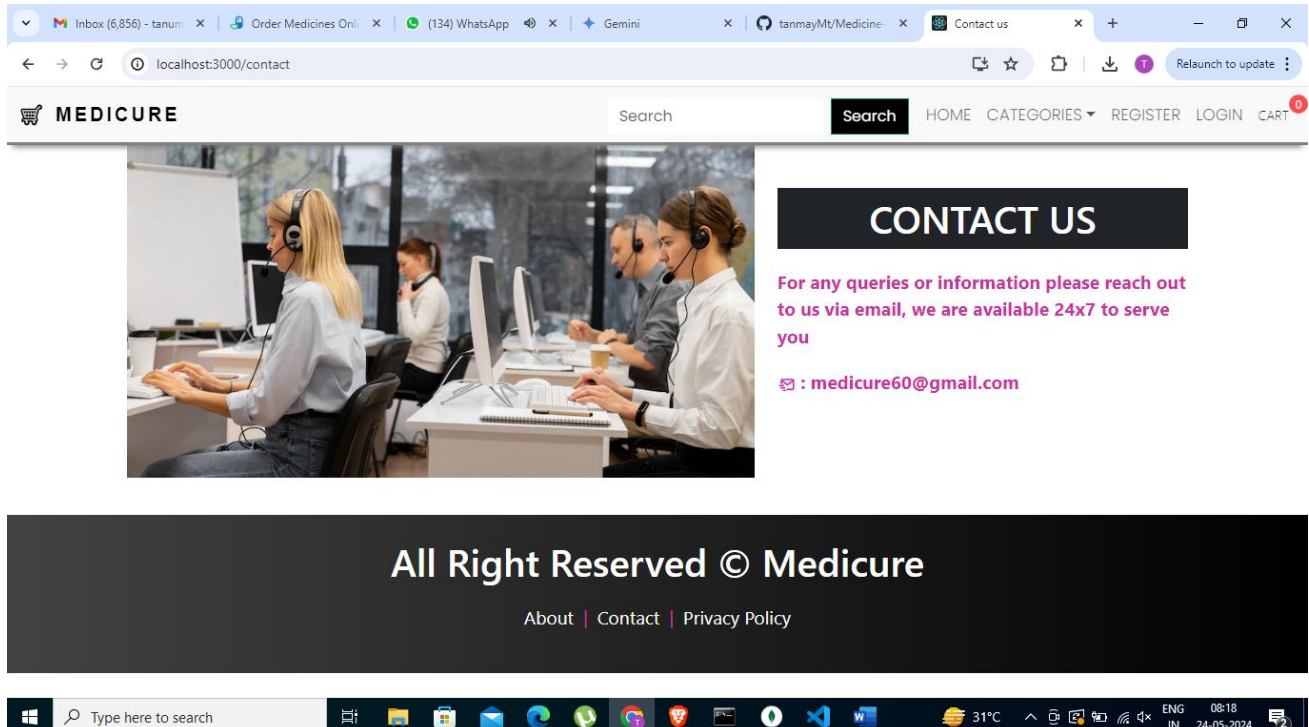 Inbox (6,856) - tanum
Order Medicines Onli
(134) WhatsApp
Gemini
tanmayMt/Medicine-
Contact us
localhost:3000/contact
T
Relaunch to update
MEDICURE
Search
Search
HOME
CATEGORIES
REGISTER
LOGIN
CART
0
CONTACT US
For any queries or information please reach out
to us via email, we are available 24x7 to serve
you
: medicure60@gmail.com
All Right Reserved © Medicure
About | Contact | Privacy Policy
Type here to search
31°C
ENG
IN
08:18
24-05-2024
2